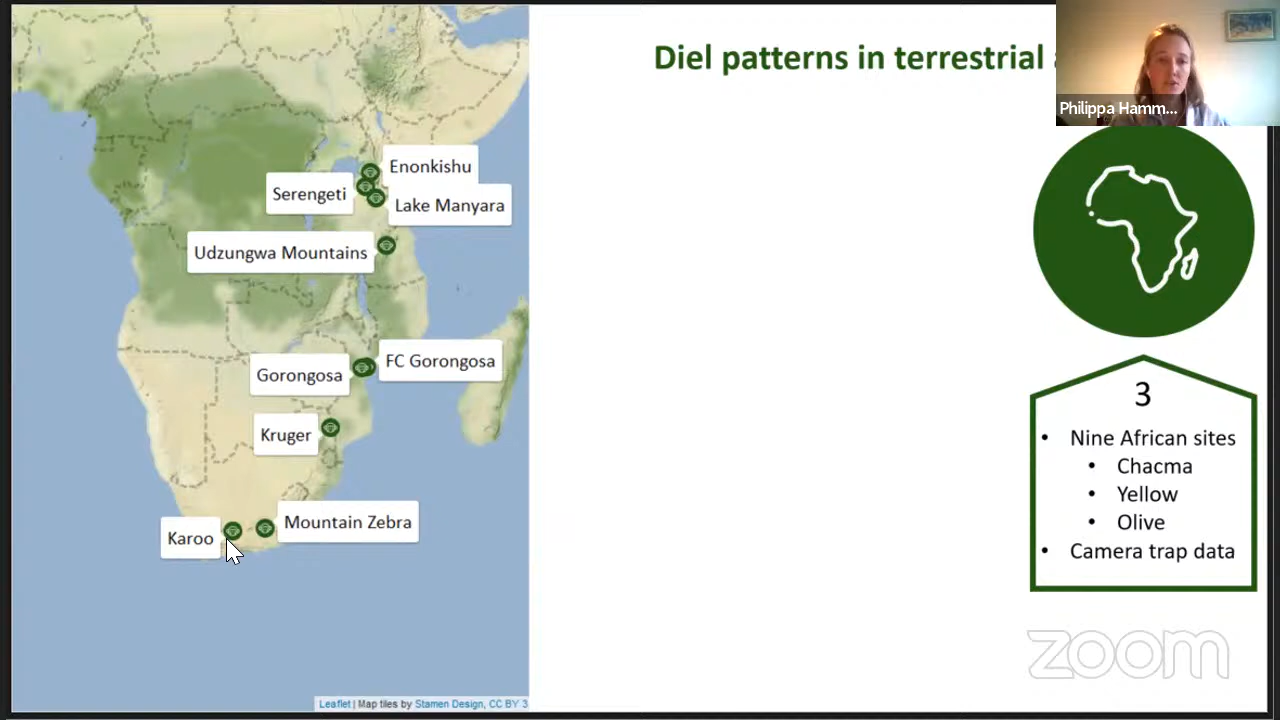 Diel patterns in terrestrial
Philippa Hamm...
Enonkishu
Serengeti
Lake Manyara
Udzungwa Mountains
FC Gorongosa
Gorongosa
Kruger
Mountain Zebra
Karoo
3
• Nine African sites
• Chacma
• Yellow
• Olive
• Camera trap data
zoom
Leaflet | Map tiles by Stamen Design, CC BY 3